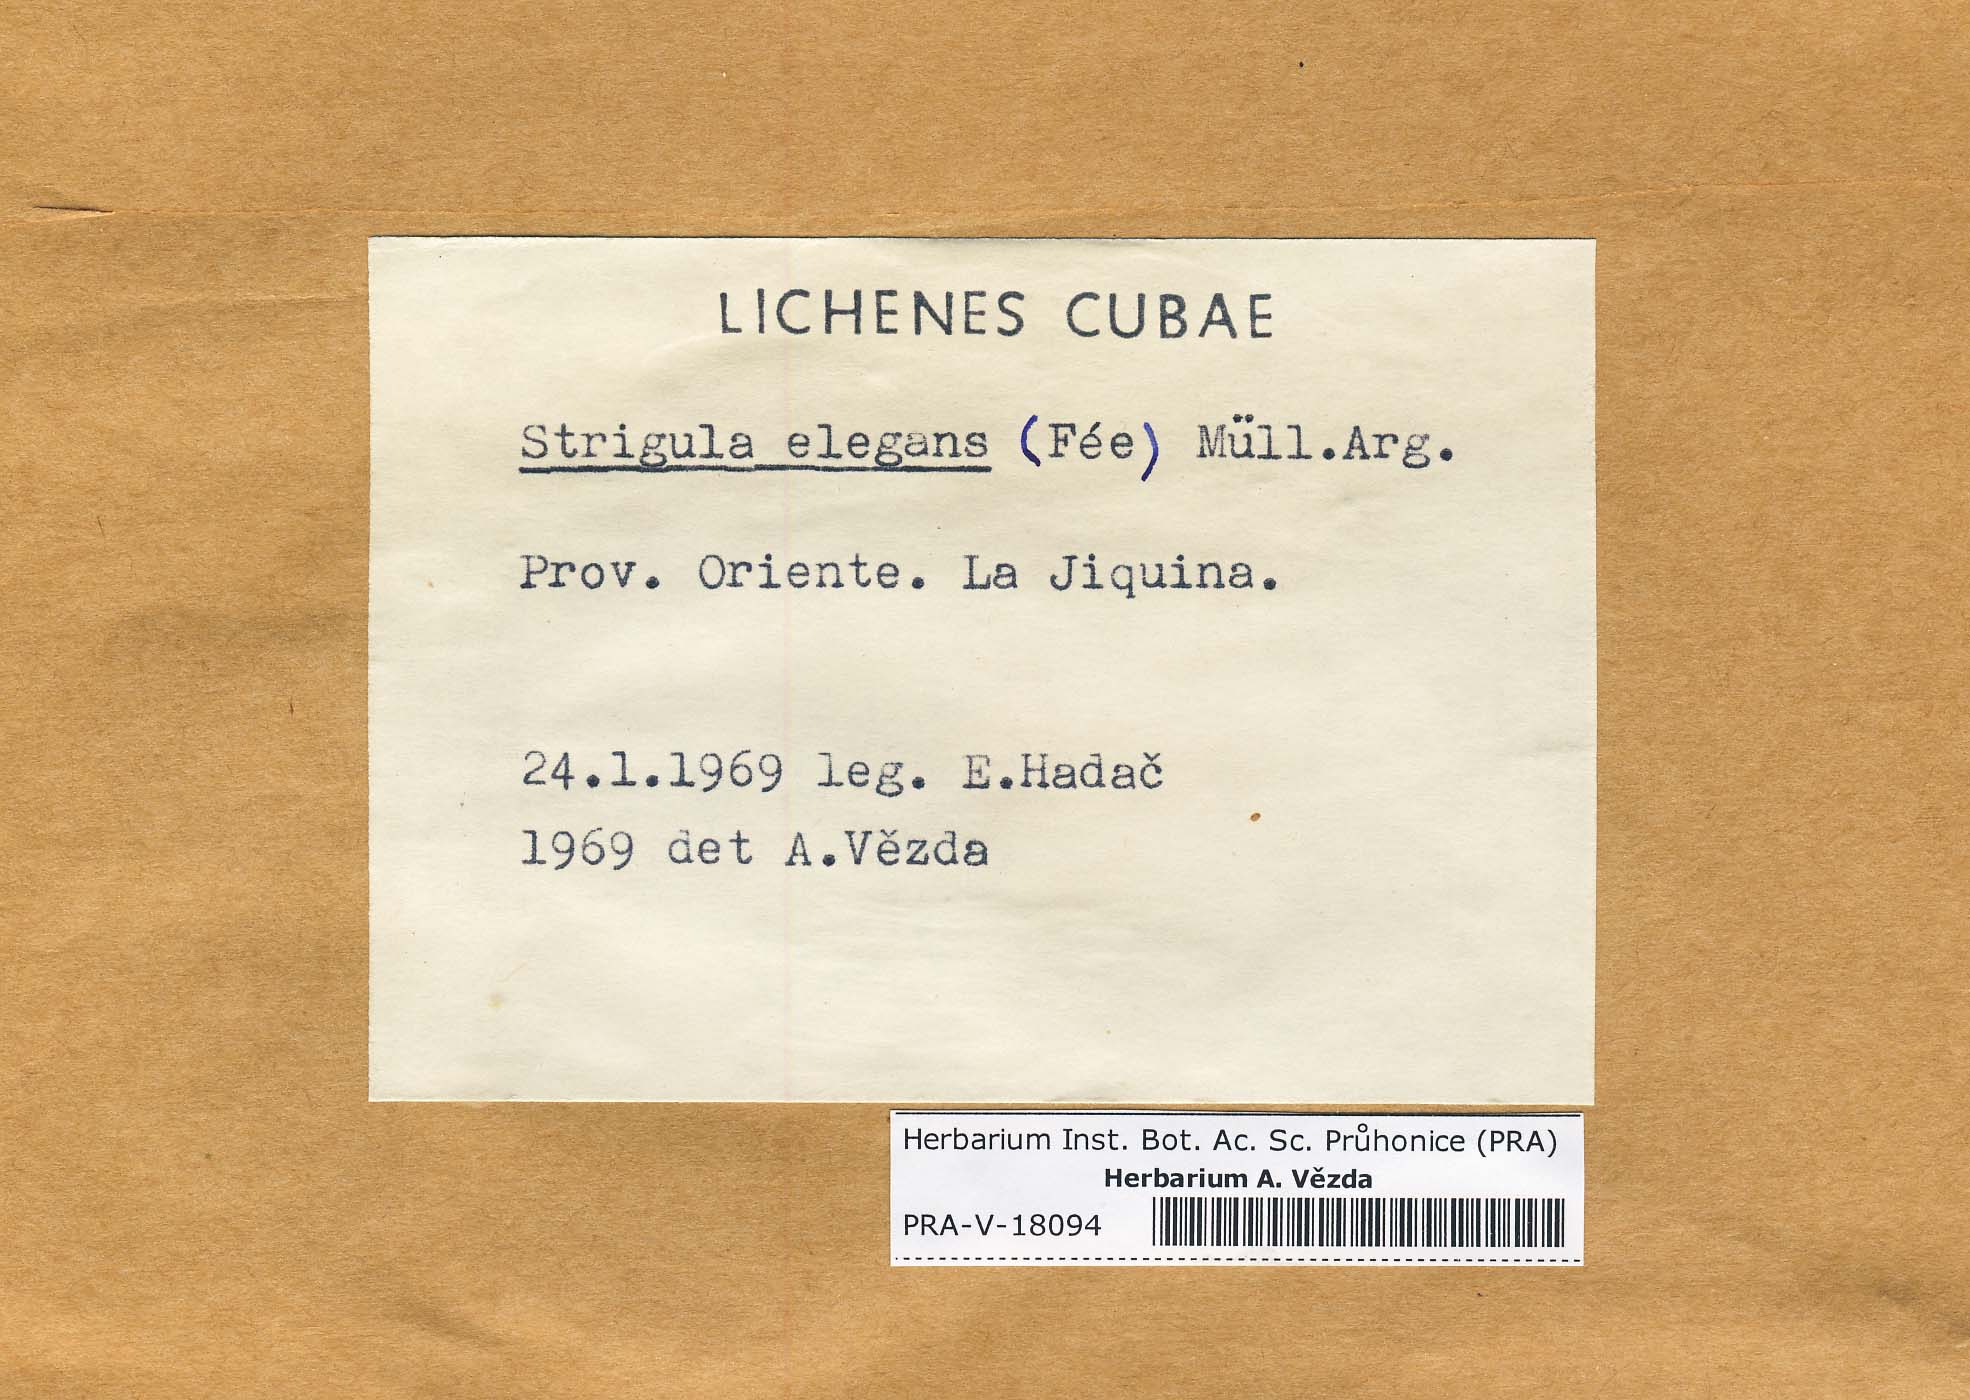 LICHENES CUBAE
Strigula elegans (Fée) Müll.Arg.
Prov. Oriente. La Jiquina.
24.1.1969 leg. E.Hadač
1969 det A.Vězda
Herbarium Inst. Bot. Ac. Sc. Průhonice (PRA)
Herbarium A. Vězda
PRA-V-18094